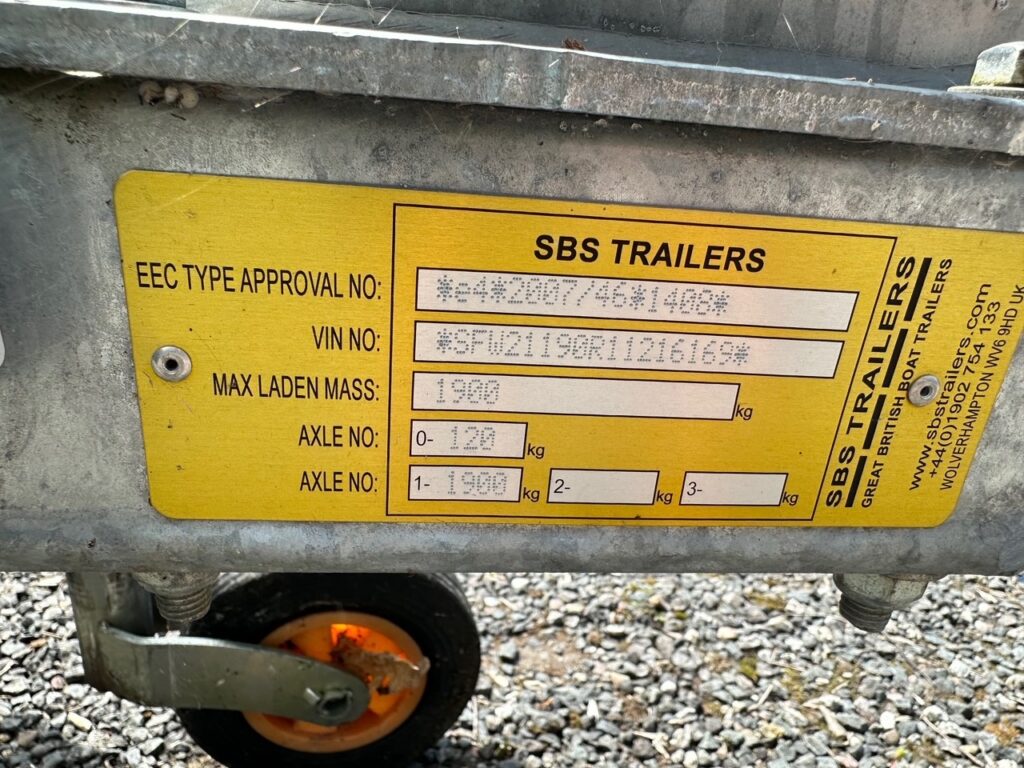 SBS TRAILERS
EEC TYPE APPROVAL NO: *e4*2007/46*1408*
VIN NO:
MAX LADEN MASS: 1900 kg
AXLE NO: 0- 120 kg
AXLE NO: 1- 1900 kg 2- kg 3- kg
SBS TRAILERS
GREAT BRITISH BOAT TRAILERS
www.sbstrailers.com
+44(0)1902 754 133
WOLVERHAMPTON WV6 9HD UK